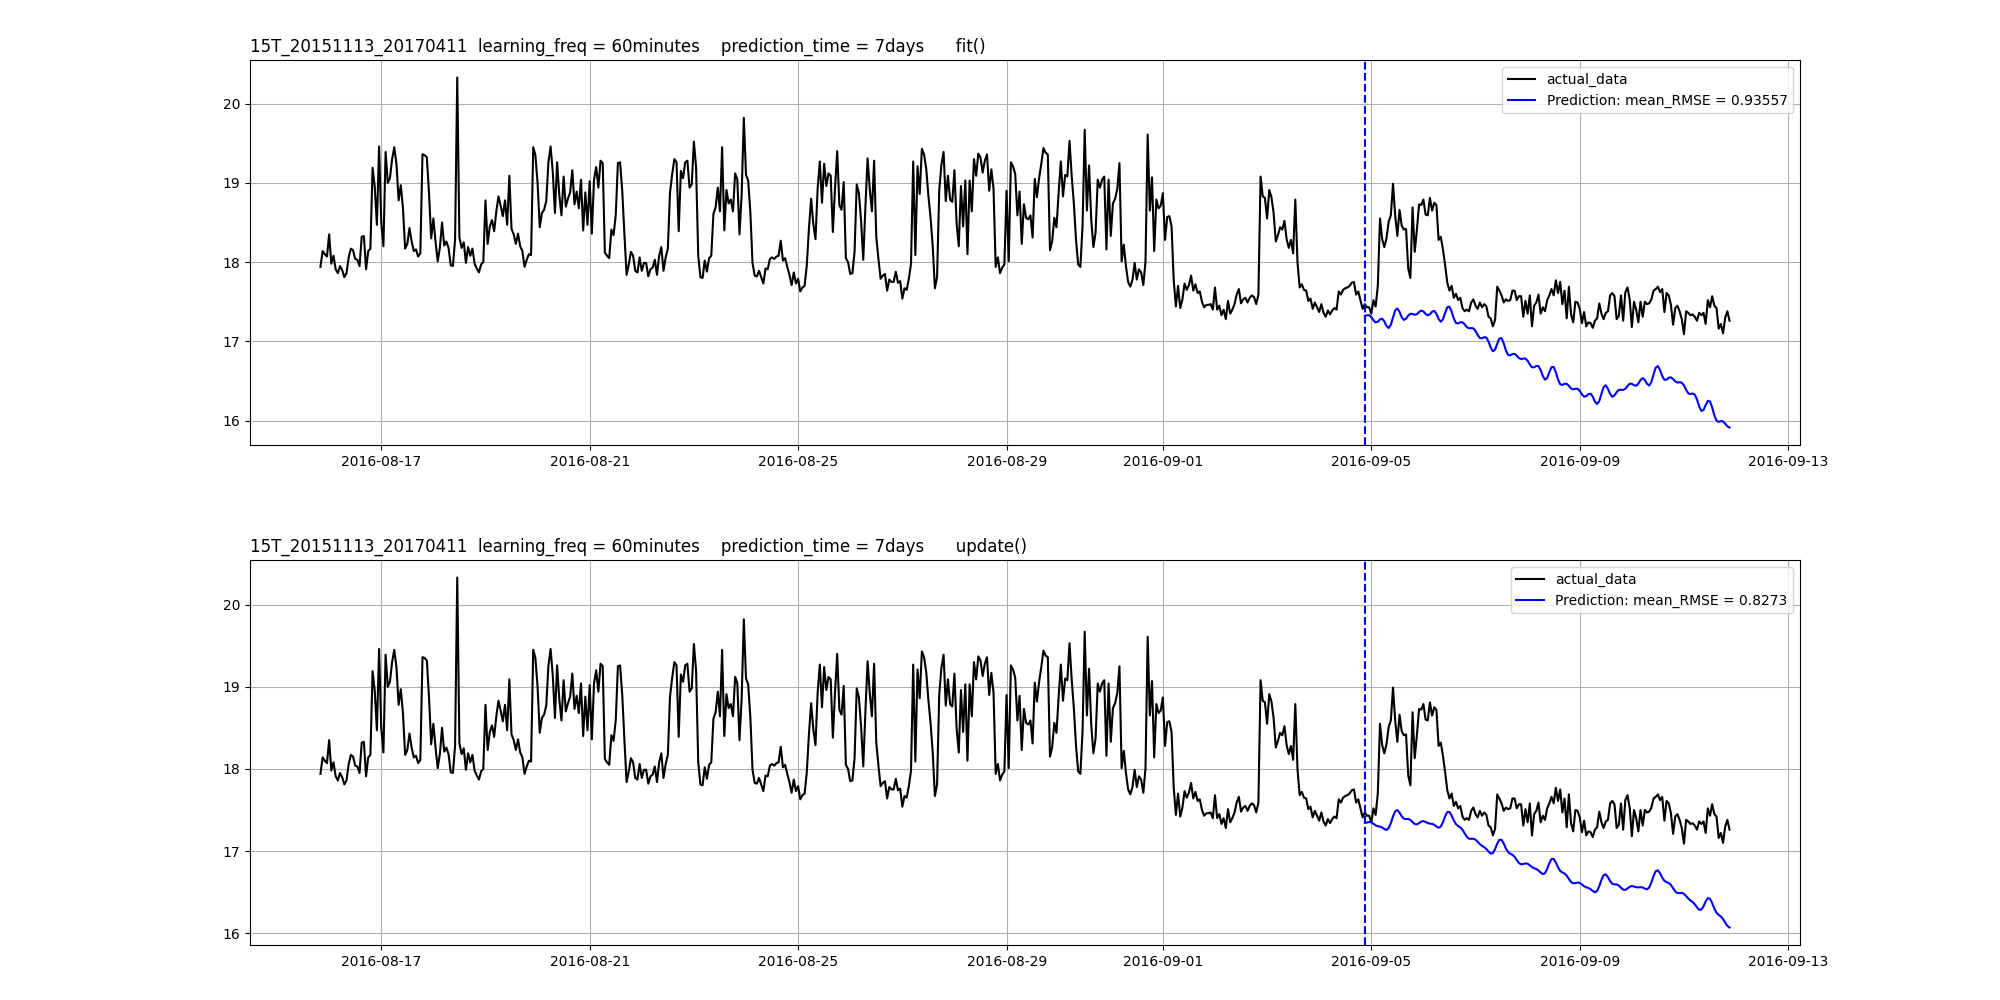 15T_20151113_20170411  learning_freq = 60minutes    prediction_time = 7days      fit()
actual_data
Prediction: mean_RMSE = 0.93557
20
19
18
17
16
2016-08-17 2016-08-21 2016-08-25 2016-08-29 2016-09-01 2016-09-05 2016-09-09 2016-09-13
15T_20151113_20170411  learning_freq = 60minutes    prediction_time = 7days      update()
actual_data
Prediction: mean_RMSE = 0.8273
20
19
18
17
16
2016-08-17 2016-08-21 2016-08-25 2016-08-29 2016-09-01 2016-09-05 2016-09-09 2016-09-13